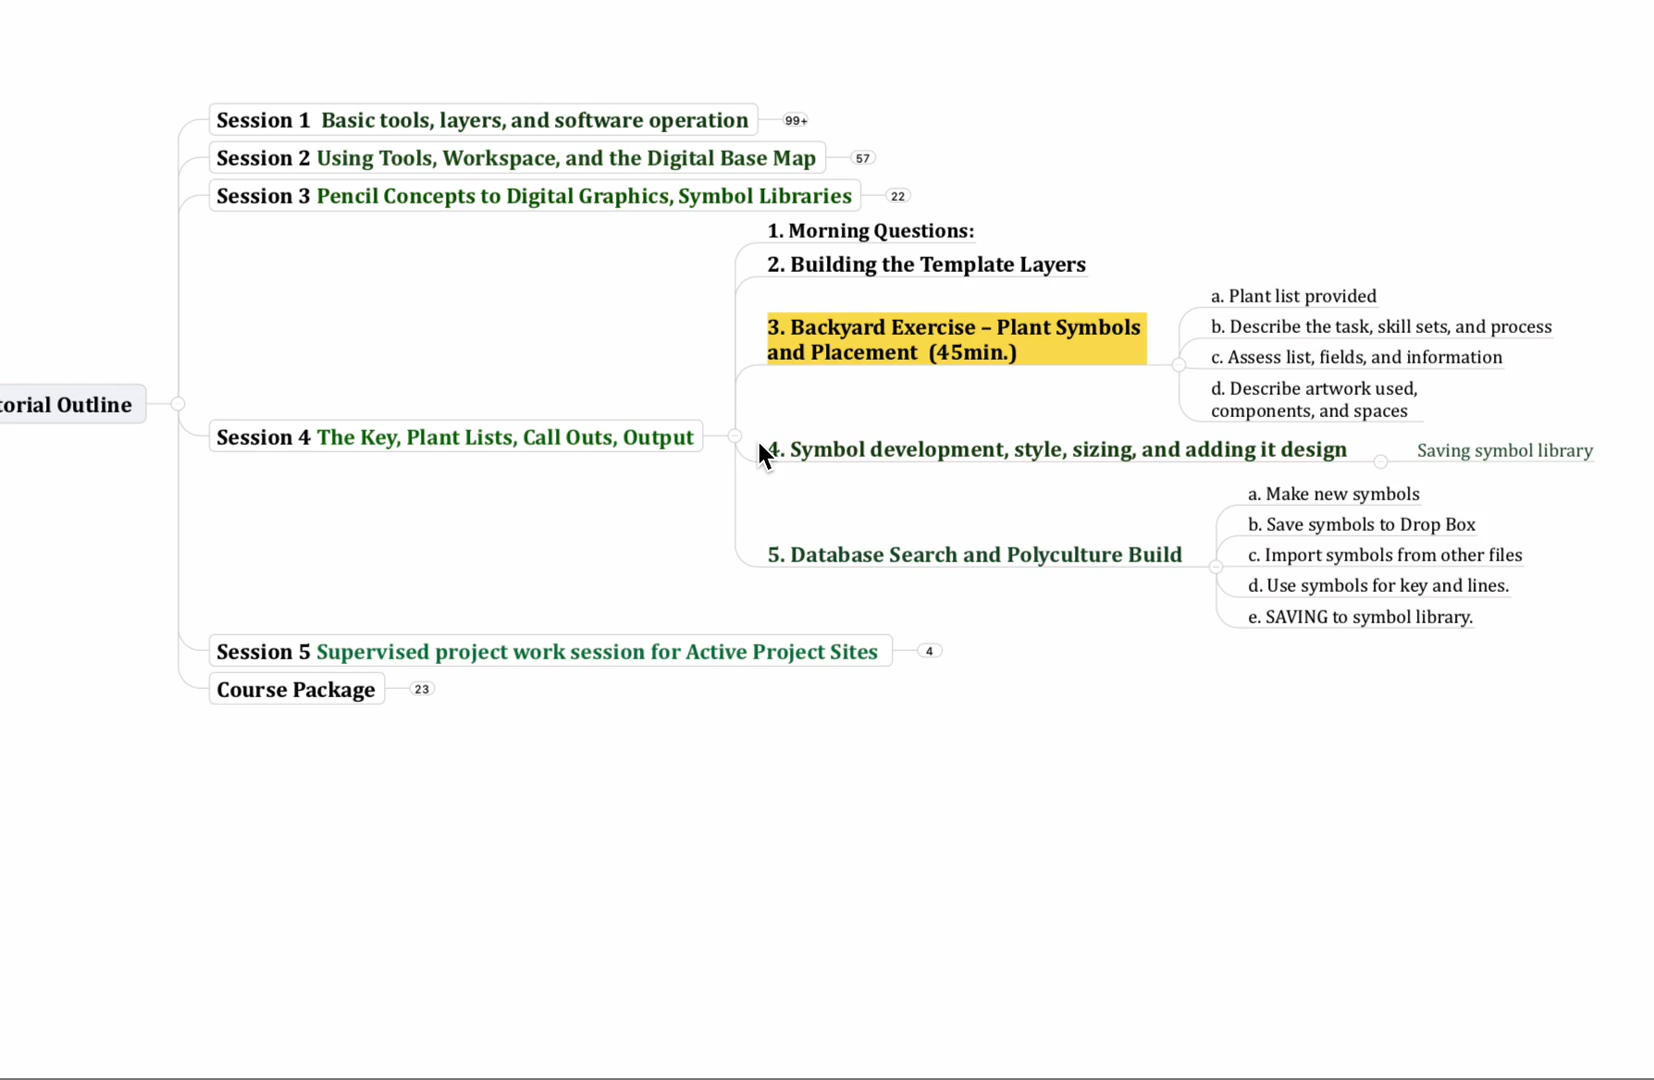 Session 1  Basic tools, layers, and software operation
99+
Session 2 Using Tools, Workspace, and the Digital Base Map
57
Session 3 Pencil Concepts to Digital Graphics, Symbol Libraries
22
torial Outline
Session 4 The Key, Plant Lists, Call Outs, Output
1. Morning Questions:
2. Building the Template Layers
3. Backyard Exercise – Plant Symbols
and Placement  (45min.)
a. Plant list provided
b. Describe the task, skill sets, and process
c. Assess list, fields, and information
d. Describe artwork used,
components, and spaces
4. Symbol development, style, sizing, and adding it design
Saving symbol library
5. Database Search and Polyculture Build
a. Make new symbols
b. Save symbols to Drop Box
c. Import symbols from other files
d. Use symbols for key and lines.
e. SAVING to symbol library.
Session 5 Supervised project work session for Active Project Sites
4
Course Package
23